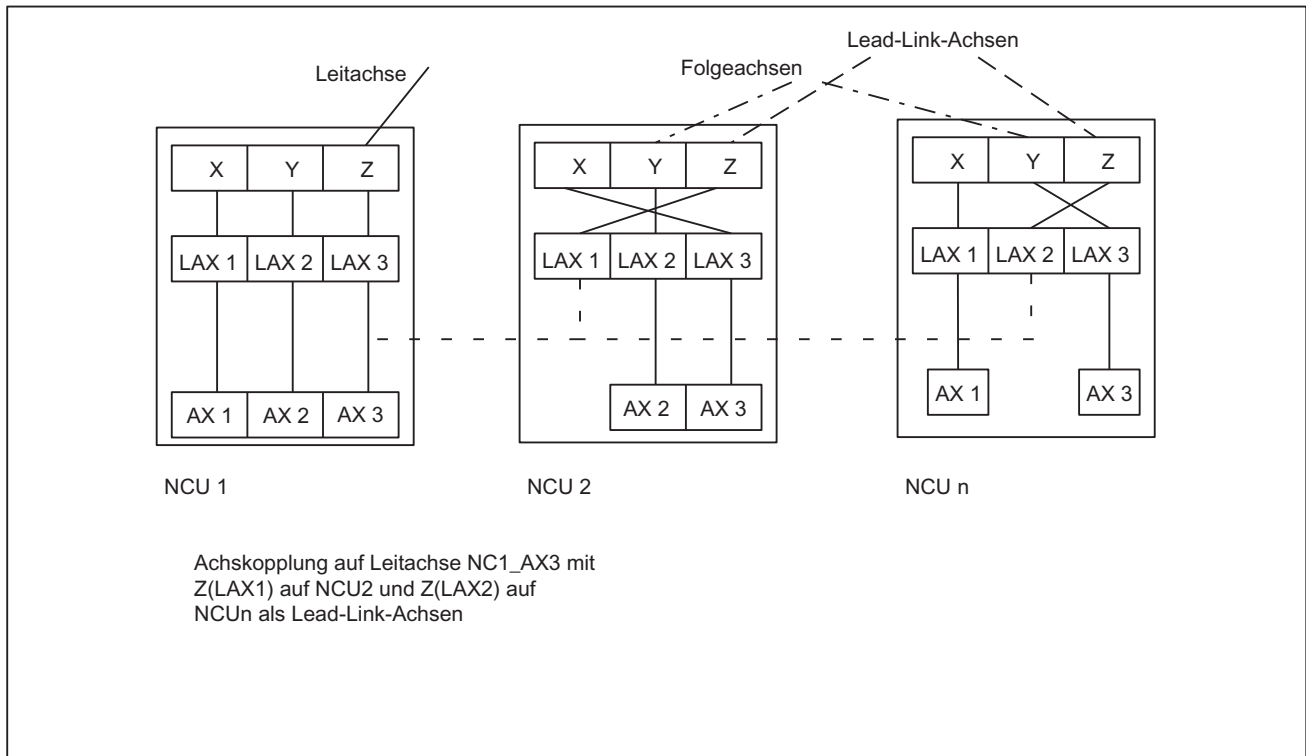 Lead-Link-Achsen
Leitachse
Folgeachsen
X Y Z
X Y Z
X Y Z
LAX 1 LAX 2 LAX 3
LAX 1 LAX 2 LAX 3
LAX 1 LAX 2 LAX 3
AX 1 AX 2 AX 3
AX 2 AX 3
AX 1 AX 3
NCU 1
NCU 2
NCU n
Achskopplung auf Leitachse NC1_AX3 mit
Z(LAX1) auf NCU2 und Z(LAX2) auf
NCUn als Lead-Link-Achsen